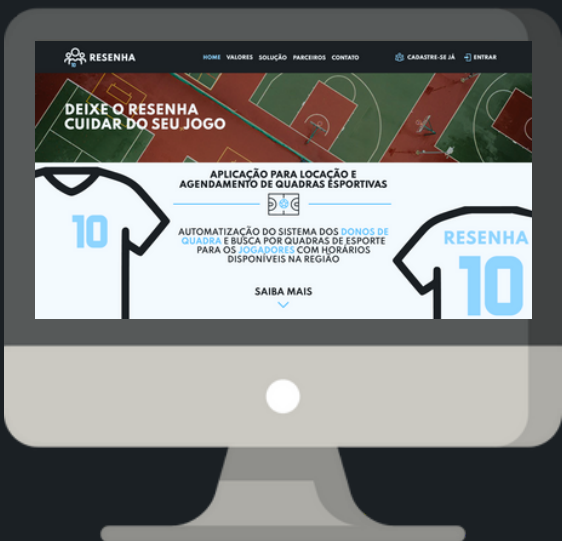 RESENHA
HOME VALORES SOLUÇÃO PARCEIROS CONTATO
CADASTRE-SE JÁ ENTRAR
DEIXE O RESENHA
CUIDAR DO SEU JOGO
APLICAÇÃO PARA LOCAÇÃO E
AGENDAMENTO DE QUADRAS ESPORTIVAS
10
AUTOMATIZAÇÃO DO SISTEMA DOS DONOS DE
QUADRA E BUSCA POR QUADRAS DE ESPORTE
PARA OS JOGADORES COM HORÁRIOS
DISPONÍVEIS NA REGIÃO
RESENHA
10
SAIBA MAIS